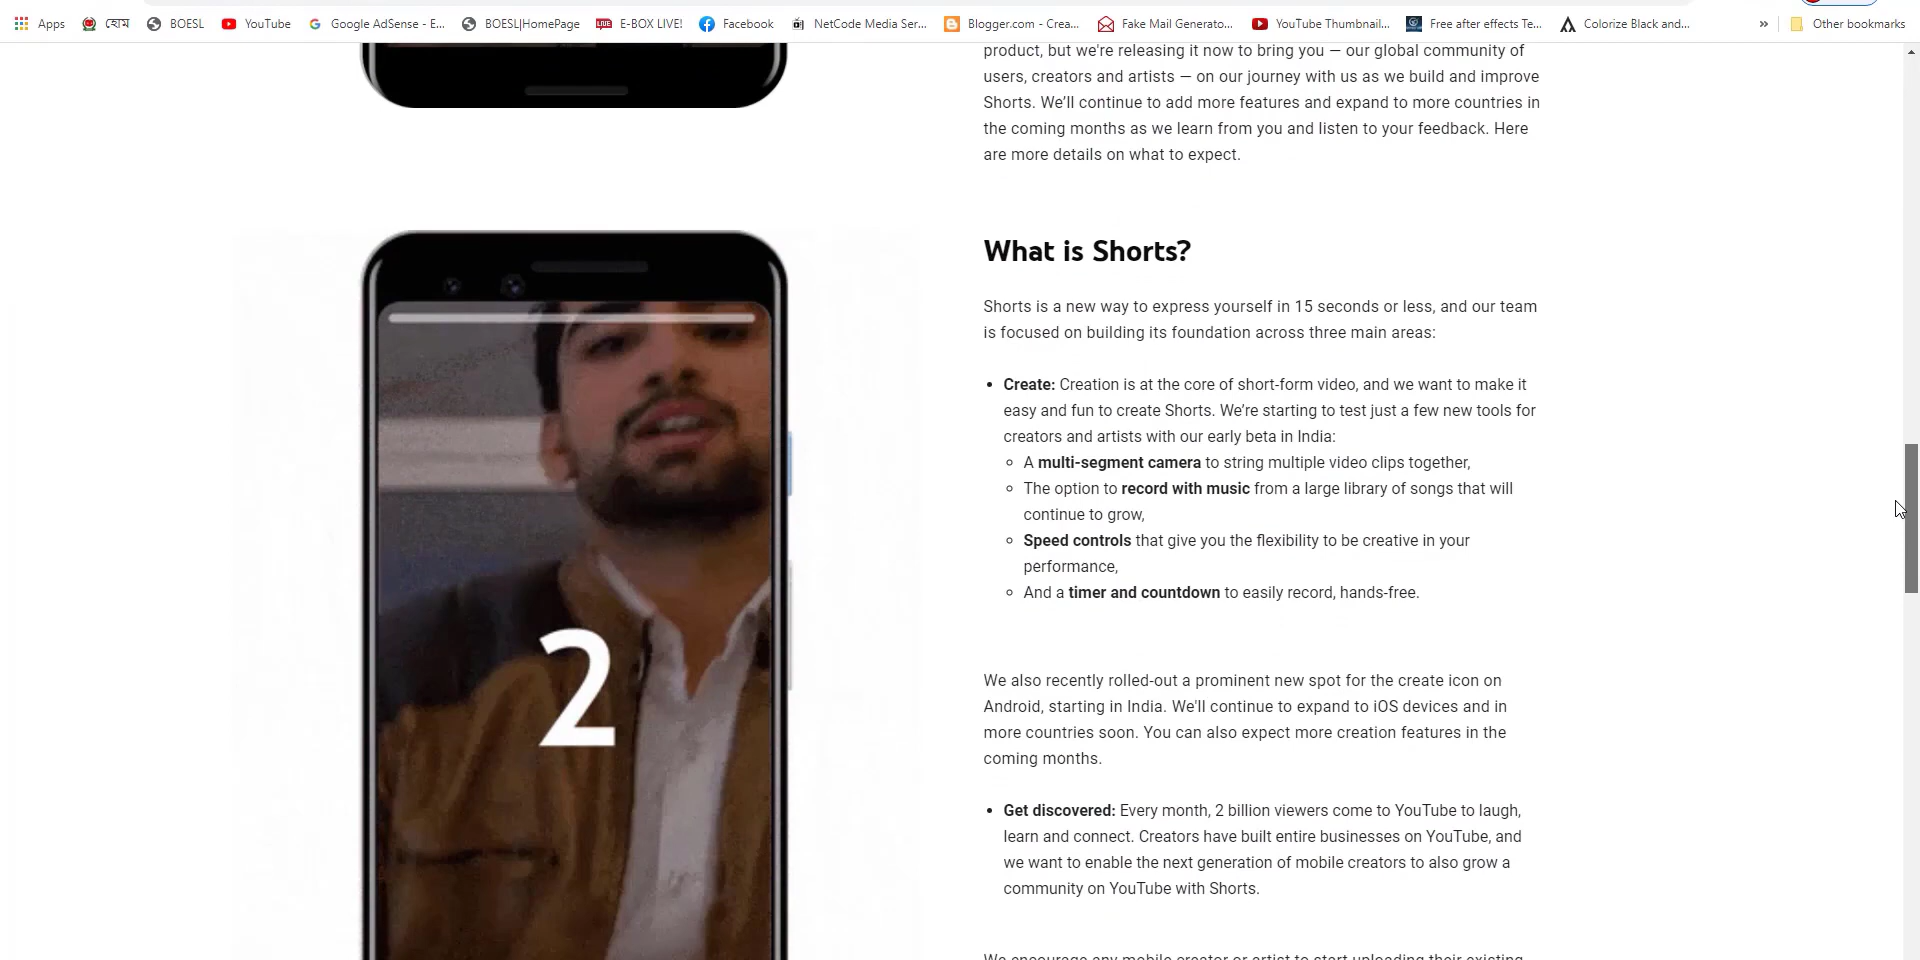 Apps হোম BOESL YouTube Google AdSense - E... BOESL|HomePage E-BOX LIVE! Facebook NetCode Media Ser... Blogger.com - Crea... Fake Mail Generato... YouTube Thumbnail... Free after effects Te... Colorize Black and... » Other bookmarks
product, but we're releasing it now to bring you — our global community of
users, creators and artists — on our journey with us as we build and improve
Shorts. We’ll continue to add more features and expand to more countries in
the coming months as we learn from you and listen to your feedback. Here
are more details on what to expect.
What is Shorts?
Shorts is a new way to express yourself in 15 seconds or less, and our team
is focused on building its foundation across three main areas:
Create: Creation is at the core of short-form video, and we want to make it
easy and fun to create Shorts. We’re starting to test just a few new tools for
creators and artists with our early beta in India:
A multi-segment camera to string multiple video clips together,
The option to record with music from a large library of songs that will
continue to grow,
Speed controls that give you the flexibility to be creative in your
performance,
And a timer and countdown to easily record, hands-free.
2
We also recently rolled-out a prominent new spot for the create icon on
Android, starting in India. We'll continue to expand to iOS devices and in
more countries soon. You can also expect more creation features in the
coming months.
Get discovered: Every month, 2 billion viewers come to YouTube to laugh,
learn and connect. Creators have built entire businesses on YouTube, and
we want to enable the next generation of mobile creators to also grow a
community on YouTube with Shorts.
We encourage any mobile creator or artist to start uploading their existing